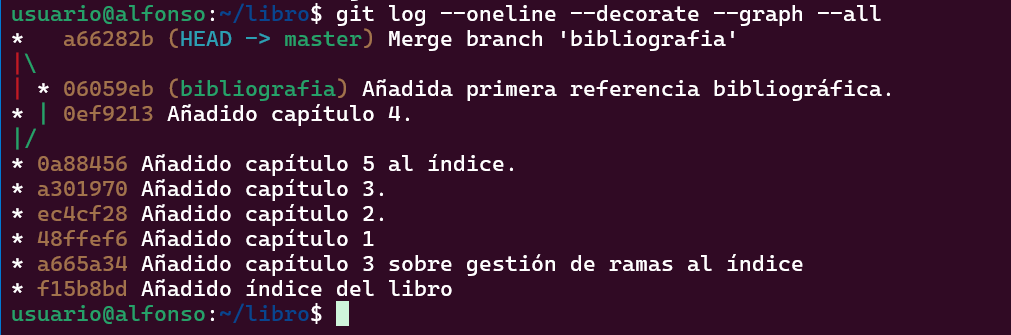 usuario@alfonso:~/libro$ git log --oneline --decorate --graph --all
*   a66282b (HEAD -> master) Merge branch 'bibliografia'
|\
| * 06059eb (bibliografia) Añadida primera referencia bibliográfica.
* | 0ef9213 Añadido capítulo 4.
|/
* 0a88456 Añadido capítulo 5 al índice.
* a301970 Añadido capítulo 3.
* ec4cf28 Añadido capítulo 2.
* 48ffef6 Añadido capítulo 1
* a665a34 Añadido capítulo 3 sobre gestión de ramas al índice
* f15b8bd Añadido índice del libro
usuario@alfonso:~/libro$